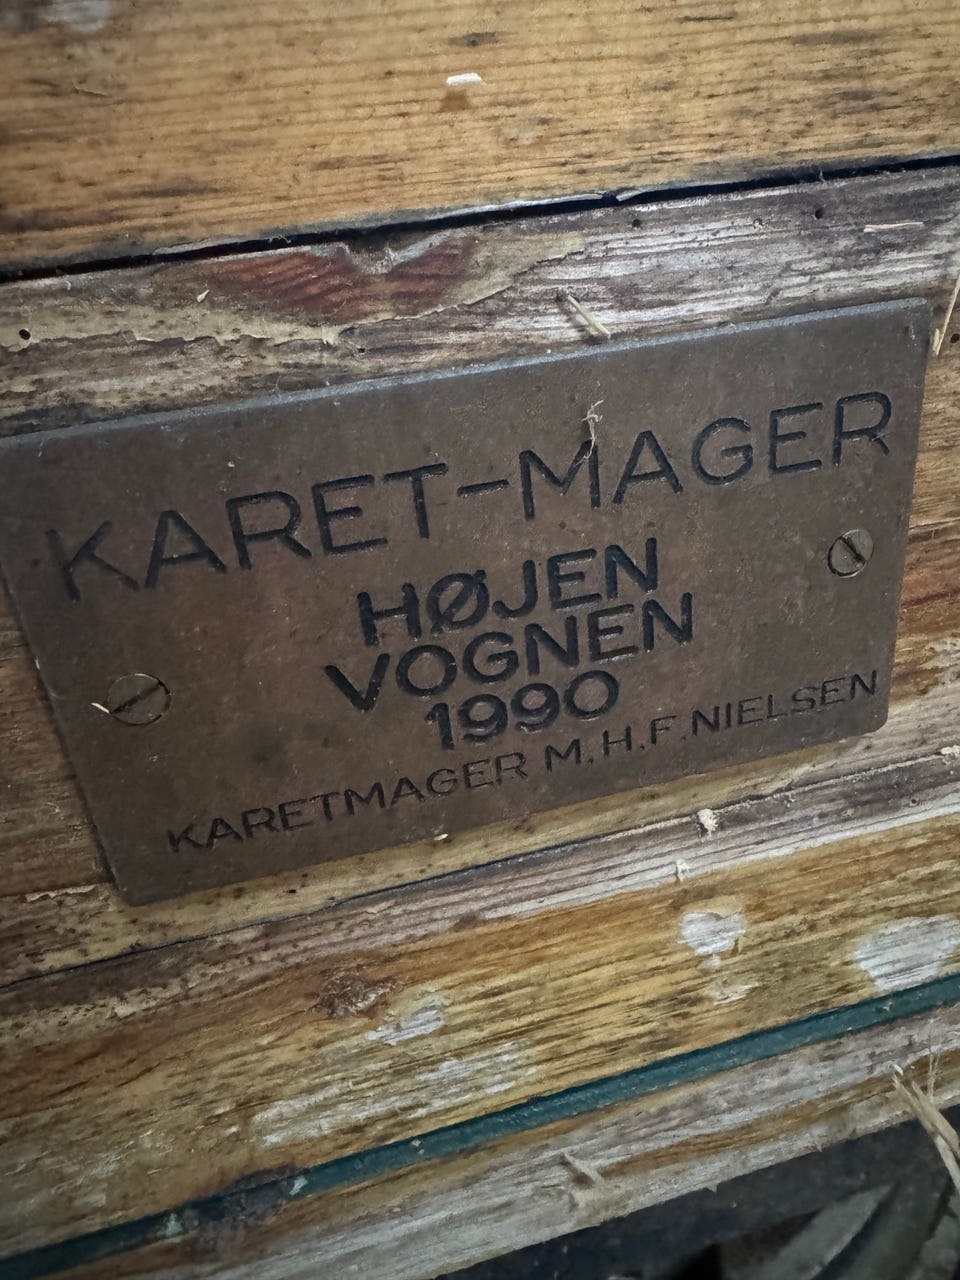 KARET-MAGER
HØJEN
VOGNEN
1990
KARETMAGER M.H.F. NIELSEN